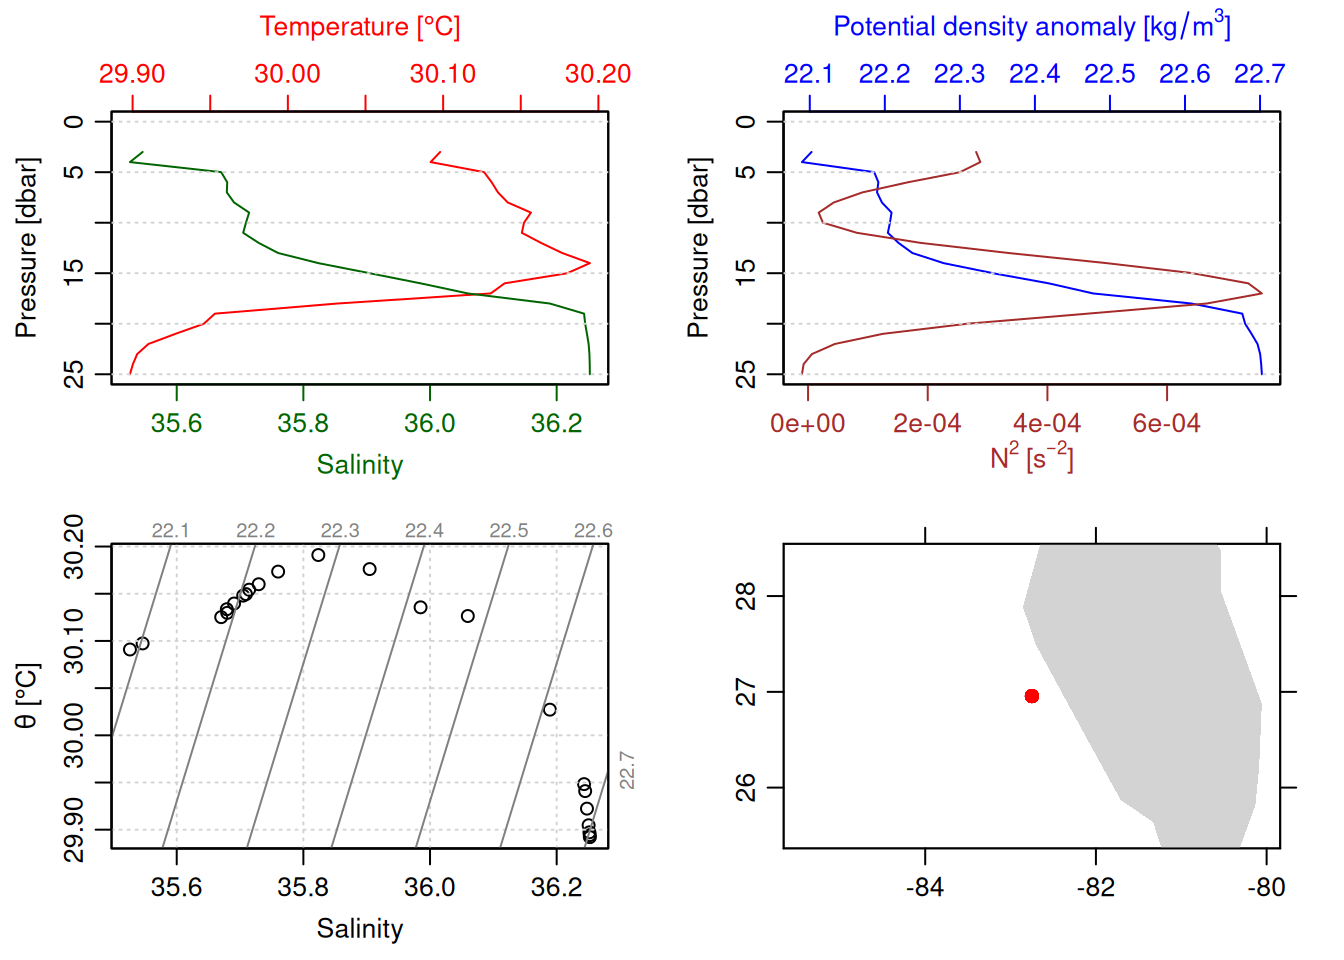 Temperature [°C]
29.90 30.00 30.10 30.20
0
5
15
25
Pressure [dbar]
35.6 35.8 36.0 36.2
Salinity
Potential density anomaly [kg/m³]
22.1 22.2 22.3 22.4 22.5 22.6 22.7
0
5
15
25
Pressure [dbar]
0e+00 2e-04 4e-04 6e-04
N² [s⁻²]
22.1 22.2 22.3 22.4 22.5 22.6
22.7
30.20
30.10
30.00
29.90
θ [°C]
35.6 35.8 36.0 36.2
Salinity
28
27
26
-84 -82 -80